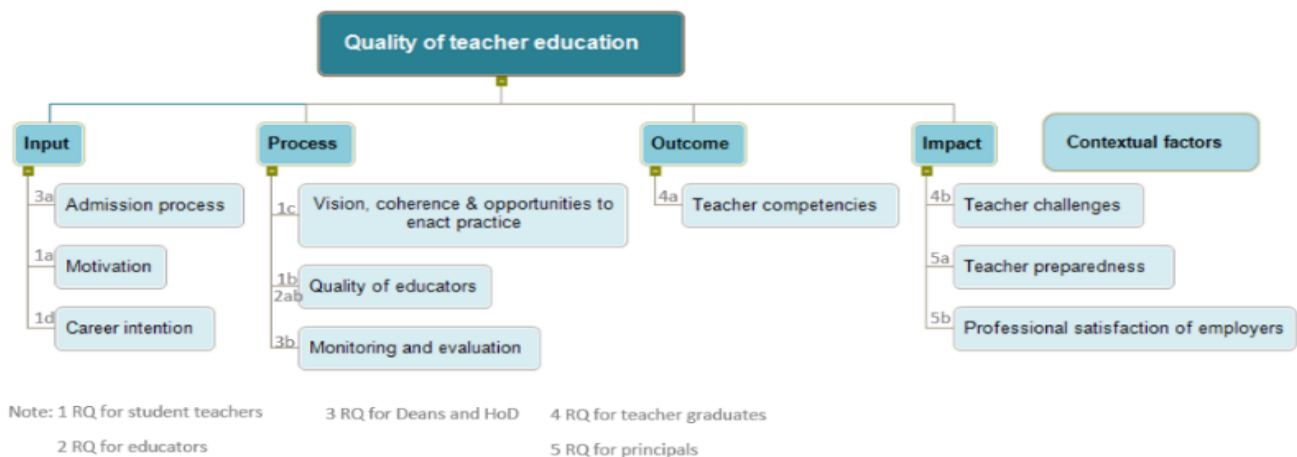 Quality of teacher education
Input
Process
Outcome
Impact
Contextual factors
3a
Admission process
1a
Motivation
1d
Career intention
1c
Vision, coherence & opportunities to
enact practice
1b
2ab
Quality of educators
3b
Monitoring and evaluation
4a
Teacher competencies
4b
Teacher challenges
5a
Teacher preparedness
5b
Professional satisfaction of employers
Note: 1 RQ for student teachers
3 RQ for Deans and HoD
4 RQ for teacher graduates
2 RQ for educators
5 RQ for principals